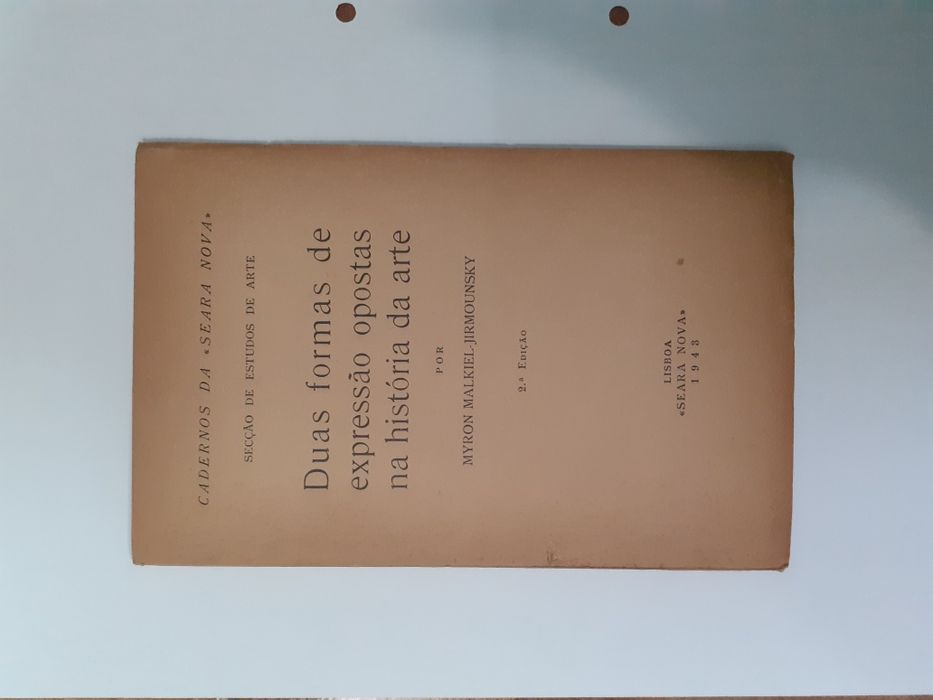 CADERNOS DA «SEARA NOVA»
SECÇÃO DE ESTUDOS DE ARTE
Duas formas de
expressão opostas
na história da arte
POR
MYRON MALKIEL-JIRMOUNSKY
2.ª EDIÇÃO
LISBOA
«SEARA NOVA»
1943